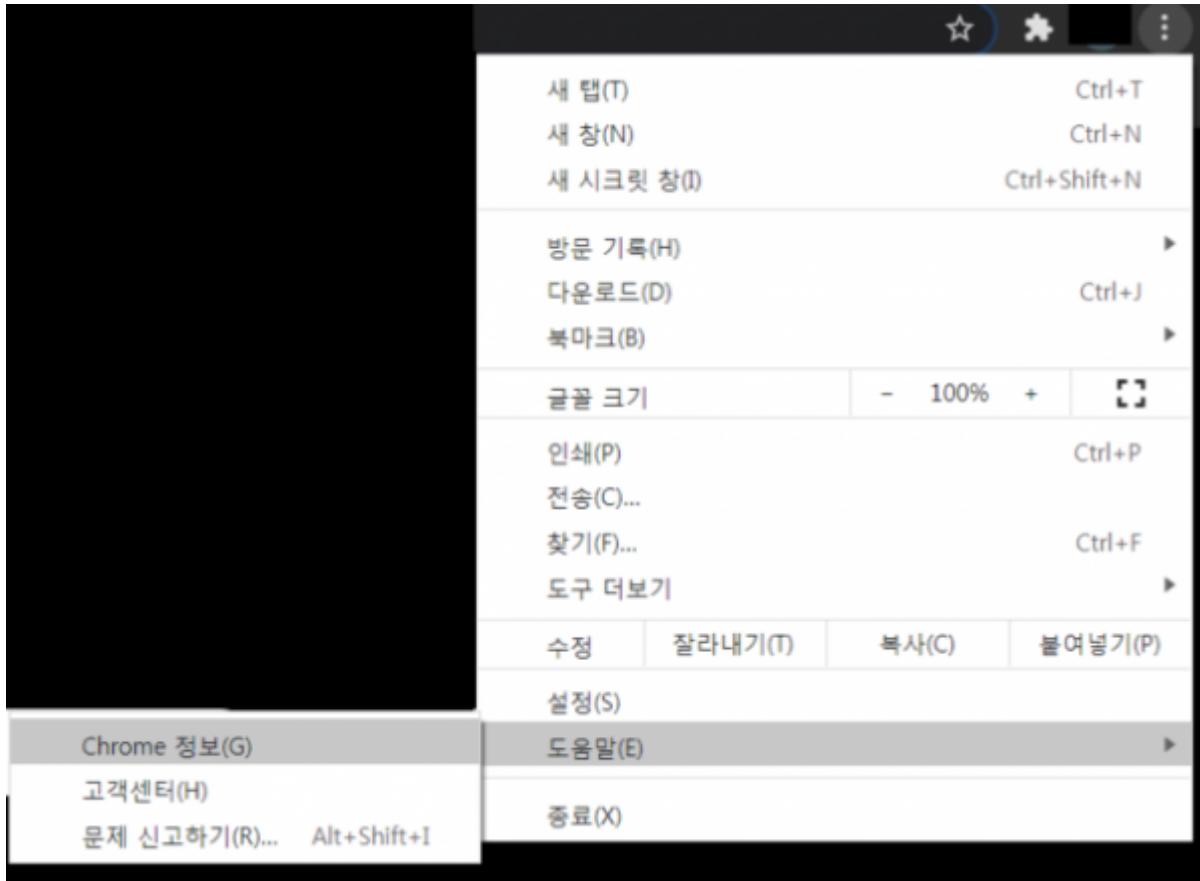 새 탭(T) Ctrl+T
새 창(N) Ctrl+N
새 시크릿 창(I) Ctrl+Shift+N
방문 기록(H)
다운로드(D) Ctrl+J
북마크(B)
글꼴 크기 - 100% +
인쇄(P) Ctrl+P
전송(C)...
찾기(F)... Ctrl+F
도구 더보기
수정 잘라내기(T) 복사(C) 붙여넣기(P)
설정(S)
도움말(E)
종료(X)
Chrome 정보(G)
고객센터(H)
문제 신고하기(R)... Alt+Shift+I